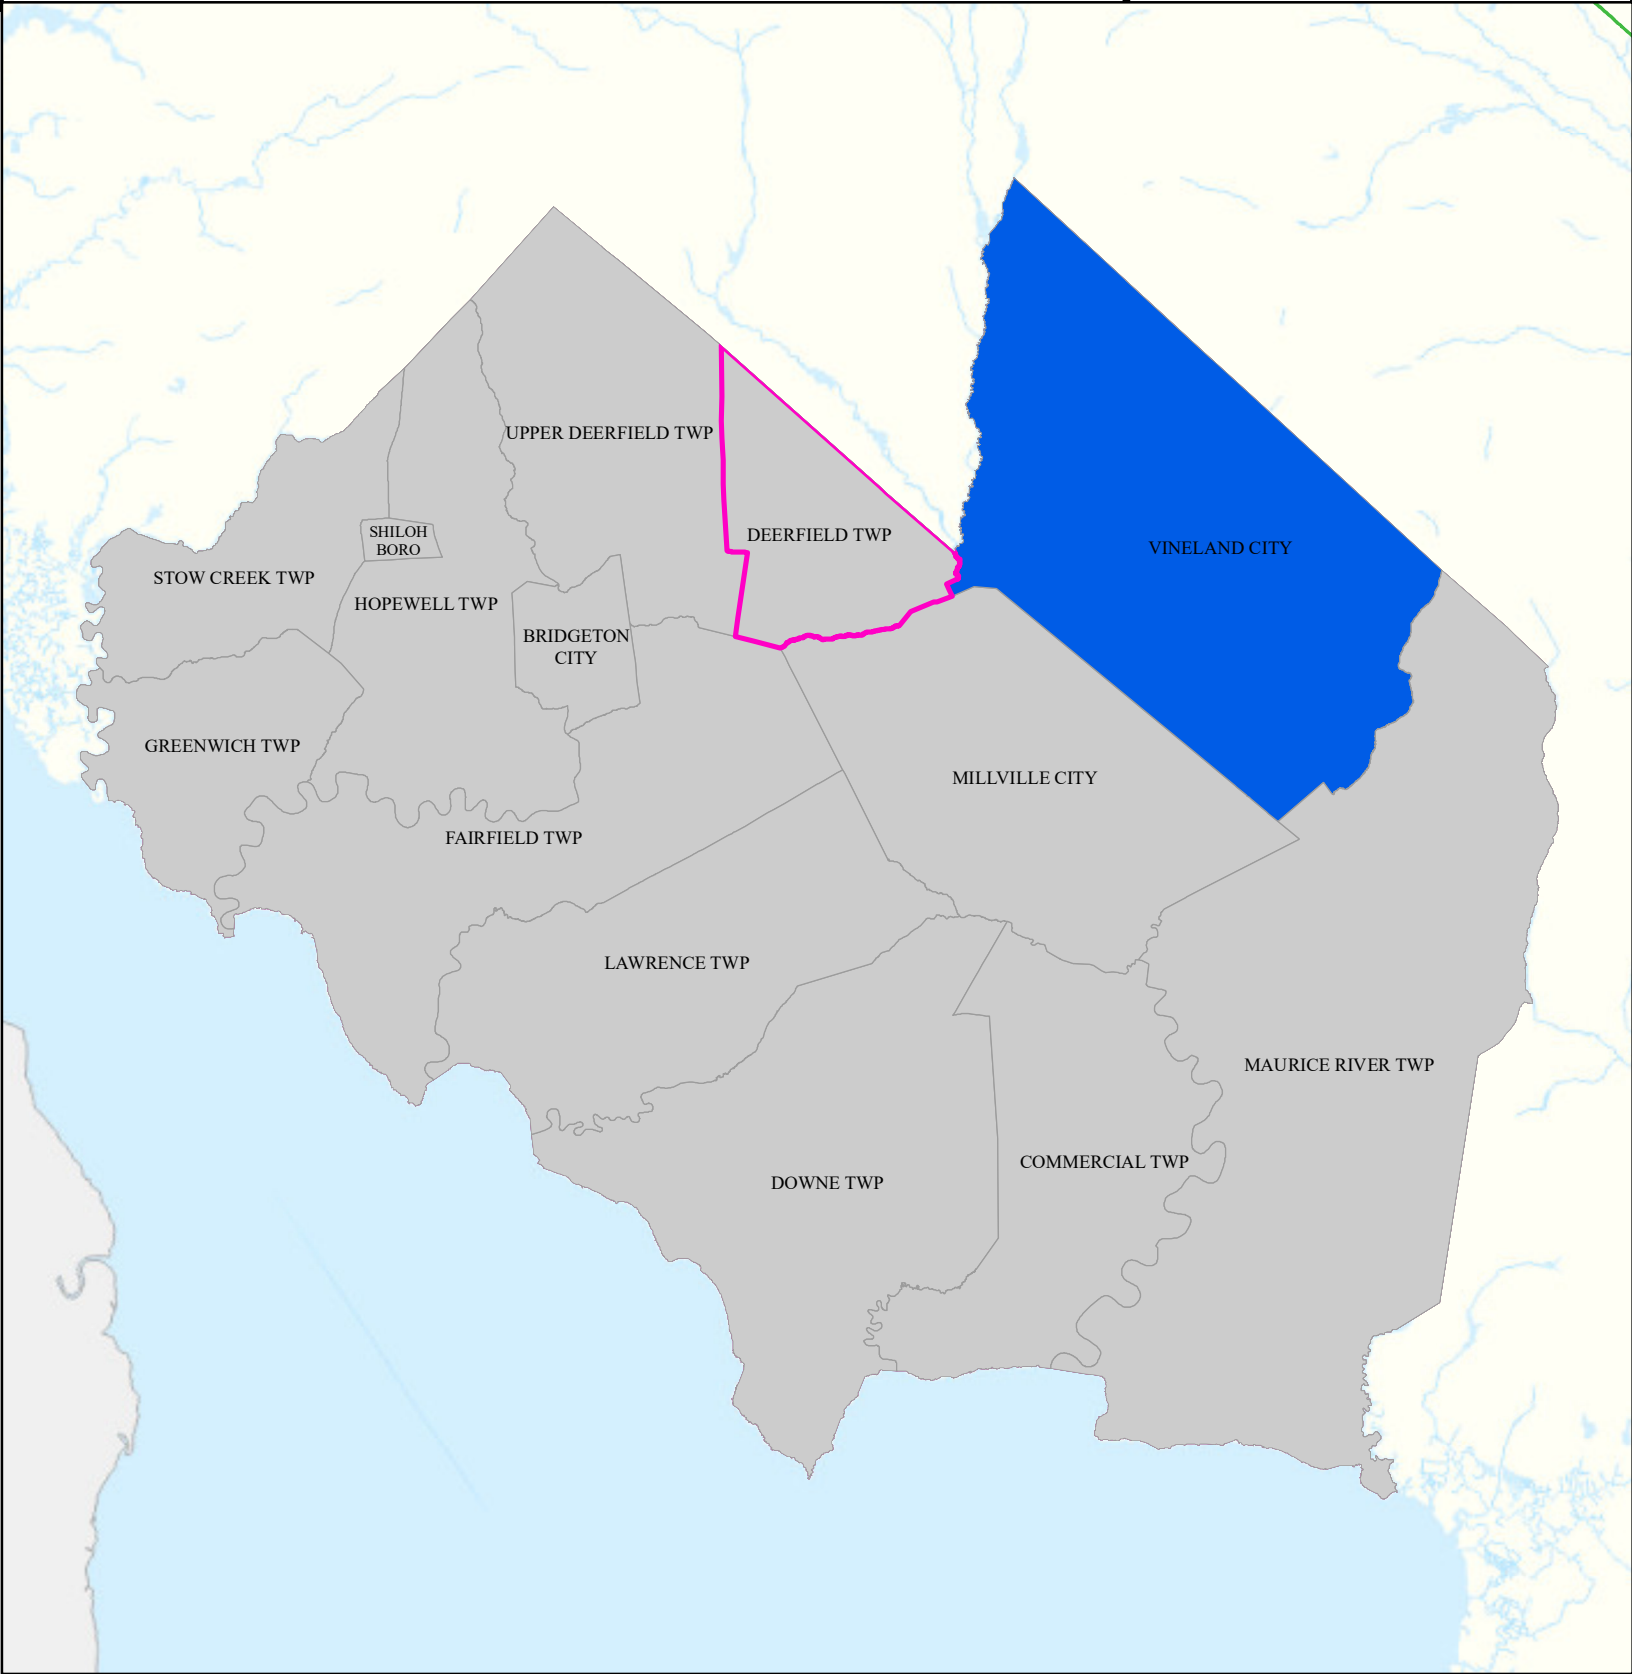 UPPER DEERFIELD TWP
SHILOH
BORO
DEERFIELD TWP
VINELAND CITY
STOW CREEK TWP
HOPEWELL TWP
BRIDGETON
CITY
GREENWICH TWP
MILLVILLE CITY
FAIRFIELD TWP
LAWRENCE TWP
MAURICE RIVER TWP
COMMERCIAL TWP
DOWNE TWP